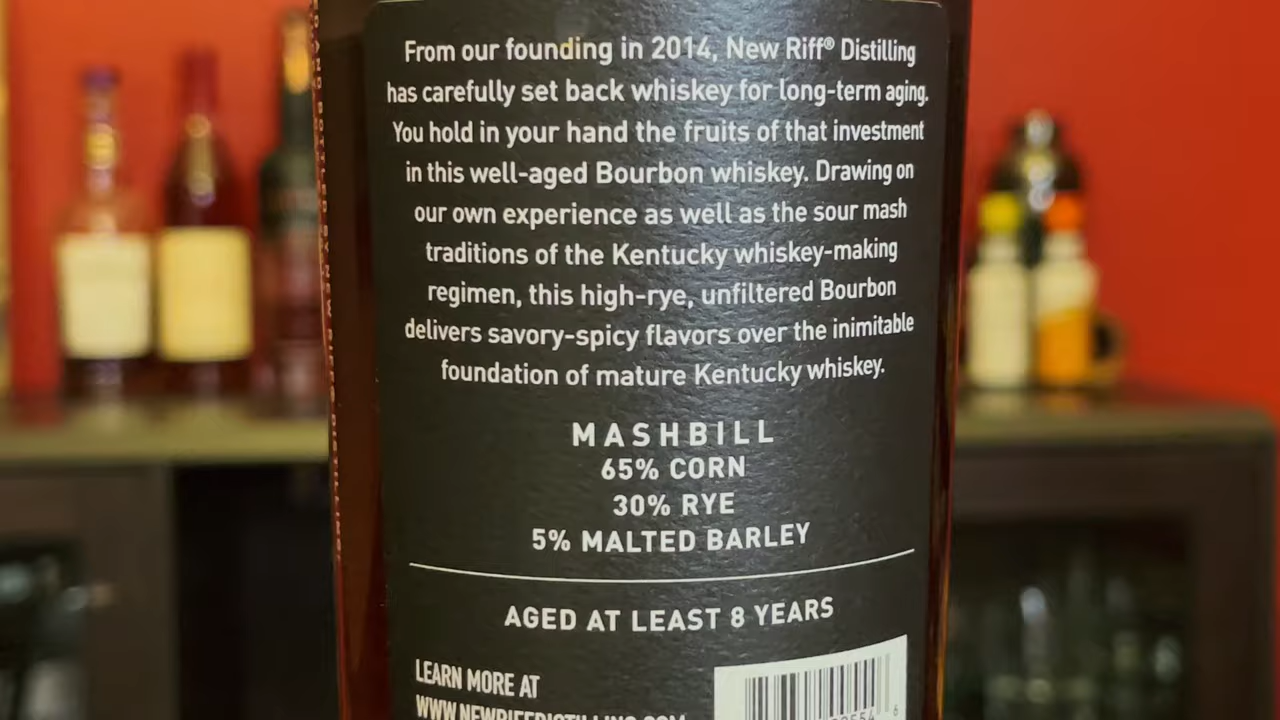 From our founding in 2014, New Riff® Distilling
has carefully set back whiskey for long-term aging.
You hold in your hand the fruits of that investment
in this well-aged Bourbon whiskey. Drawing on
our own experience as well as the sour mash
traditions of the Kentucky whiskey-making
regimen, this high-rye, unfiltered Bourbon
delivers savory-spicy flavors over the inimitable
foundation of mature Kentucky whiskey.
MASHBILL
65% CORN
30% RYE
5% MALTED BARLEY
AGED AT LEAST 8 YEARS
LEARN MORE AT
WWW.NEWRIFFDISTILLING.COM